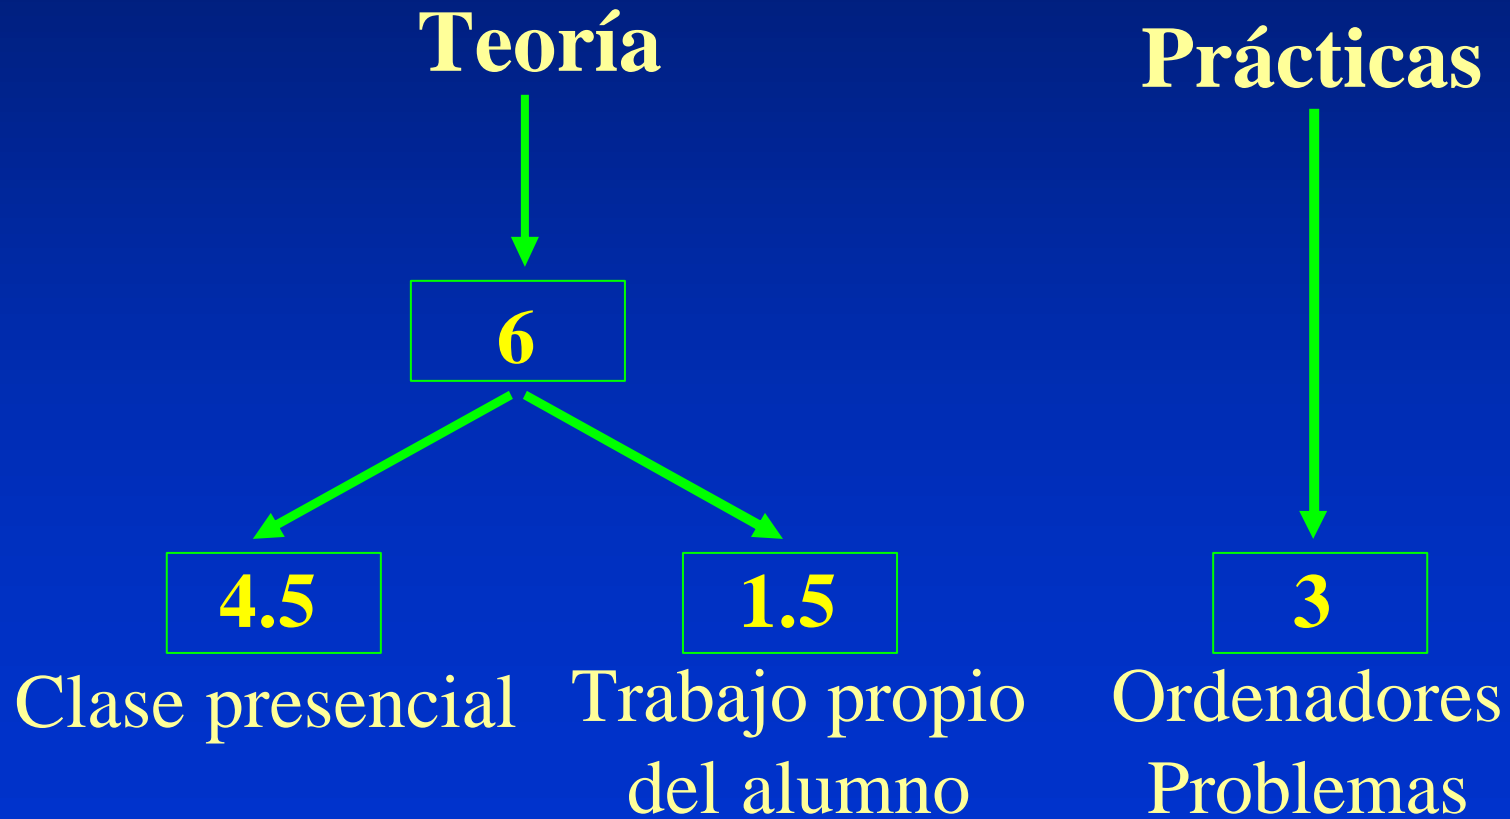 Teoría
Prácticas
6
4.5
1.5
3
Clase presencial
Trabajo propio
del alumno
Ordenadores
Problemas